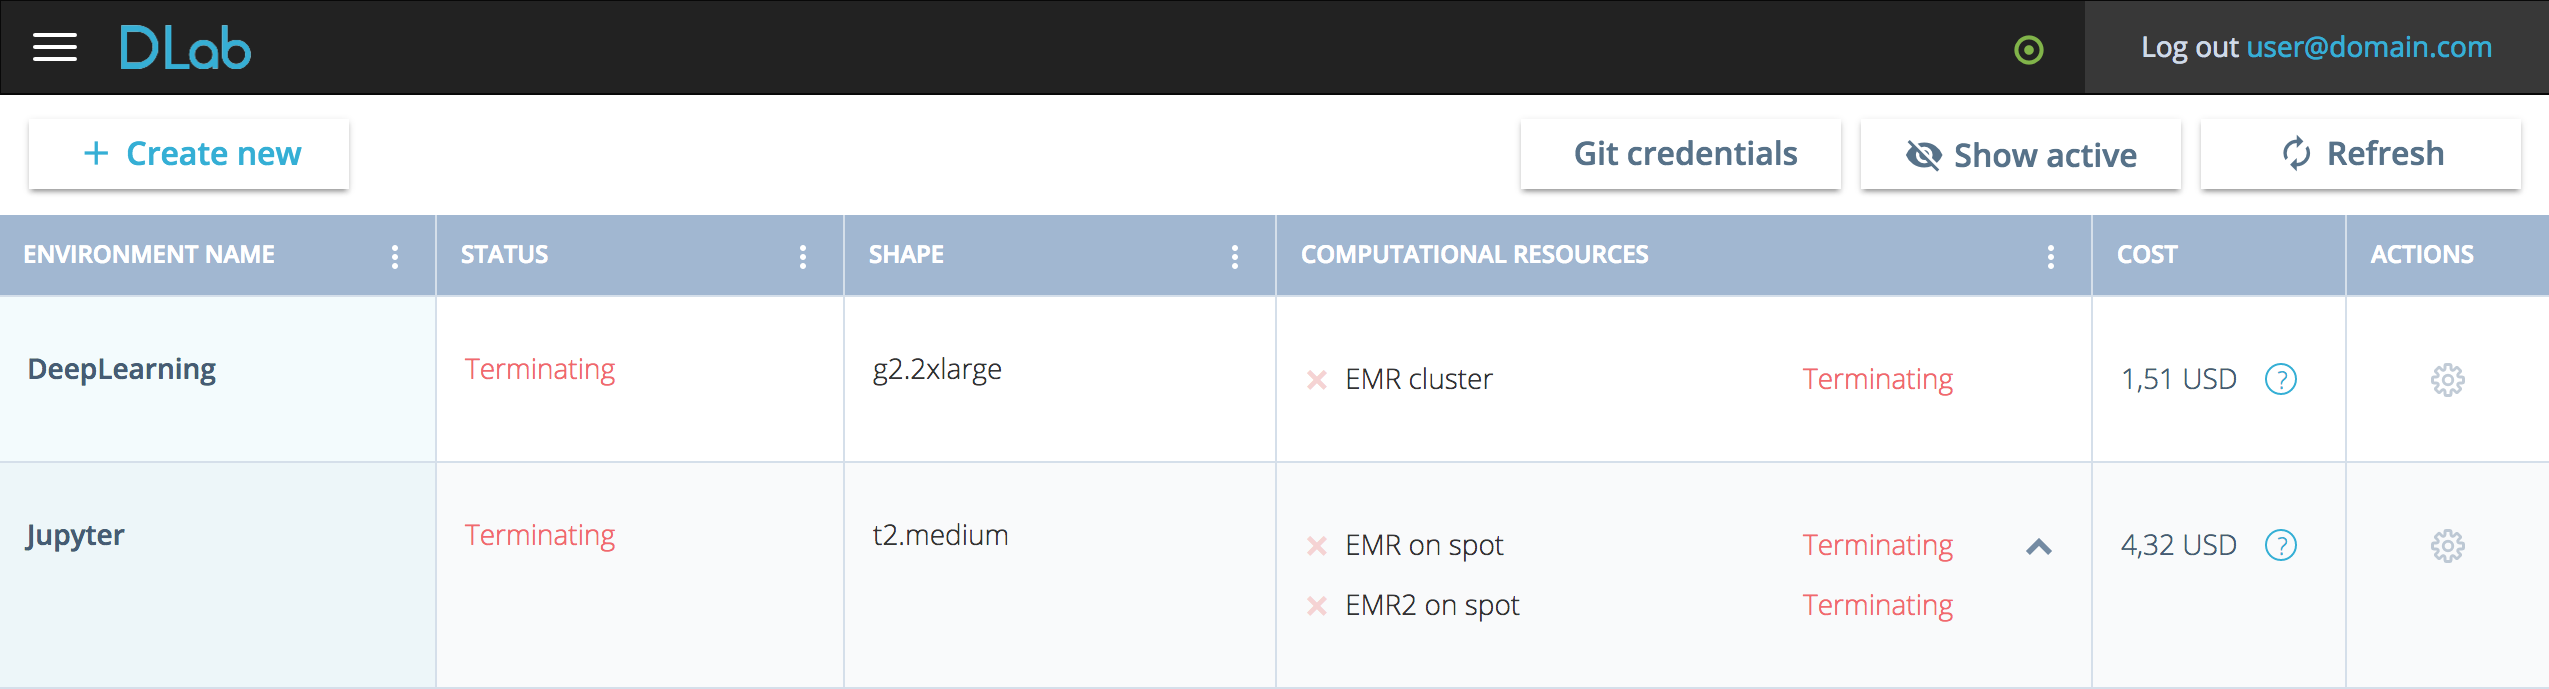 DLab
Log out user@domain.com
+ Create new
Git credentials
Show active
Refresh
ENVIRONMENT NAME STATUS SHAPE COMPUTATIONAL RESOURCES COST ACTIONS
DeepLearning Terminating g2.2xlarge EMR cluster Terminating 1,51 USD ?
Jupyter Terminating t2.medium EMR on spot Terminating 4,32 USD ?
EMR2 on spot Terminating